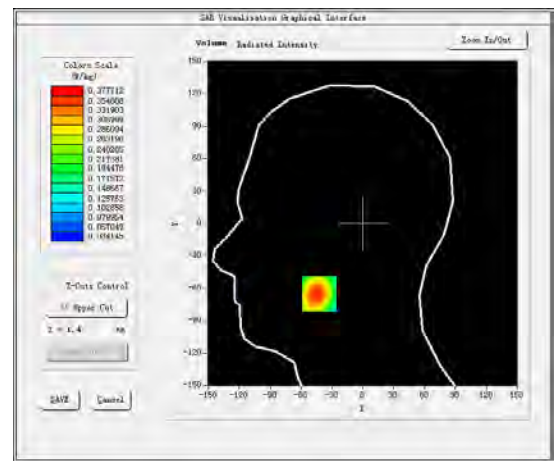 SAR Visualisation Graphical Interface
Volume Radiated Intensity
Zoom In/Out
Colors Scale
(W/kg)
0.377712
0.354808
0.331903
0.308999
0.286094
0.263190
0.240285
0.217381
0.194476
0.171572
0.148667
0.125763
0.102858
0.079954
0.057049
0.034145
150
120
90
60
30
0
-30
-60
-90
-120
-150
Y
-150 -120 -90 -60 -30 0 30 60 90 120 150
X
Z-Cuts Control
Upper Cut
Z = 1.4 mm
SAVE
Cancel